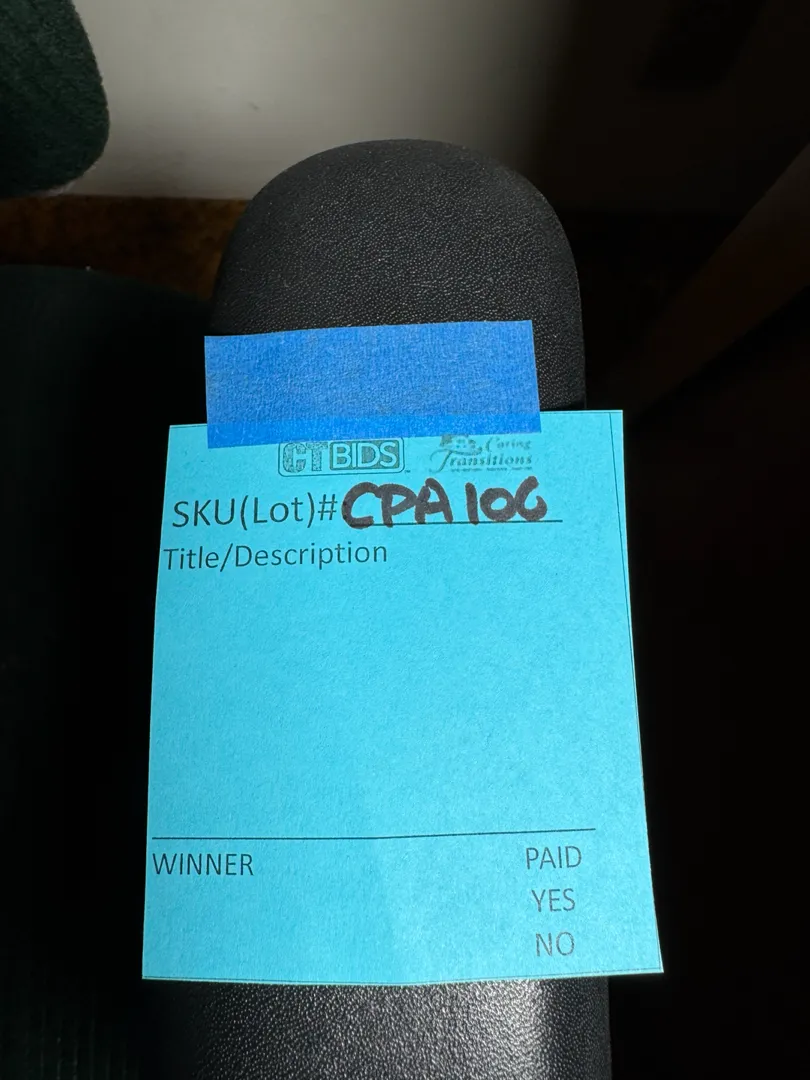 CTBIDS
Caring
Transitions
SKU(Lot)# CPA106
Title/Description
WINNER PAID
YES
NO